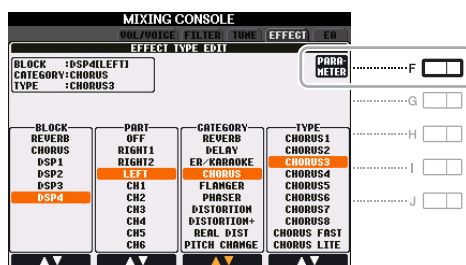 MIXING CONSOLE
VOL/VOICE FILTER TUNE EFFECT EQ
EFFECT TYPE EDIT
BLOCK :DSP4[LEFT]
CATEGORY:CHORUS
TYPE :CHORUS3
PARA-
METER
F
G
H
I
J
BLOCK
REVERB
CHORUS
DSP1
DSP2
DSP3
DSP4
PART
OFF
RIGHT1
RIGHT2
LEFT
CH1
CH2
CH3
CH4
CH5
CH6
CATEGORY
REVERB
DELAY
ER/KARAOKE
CHORUS
FLANGER
PHASER
DISTORTION
DISTORTION+
REAL DIST
PITCH CHANGE
TYPE
CHORUS1
CHORUS2
CHORUS3
CHORUS4
CHORUS5
CHORUS6
CHORUS7
CHORUS8
CHORUS FAST
CHORUS LITE